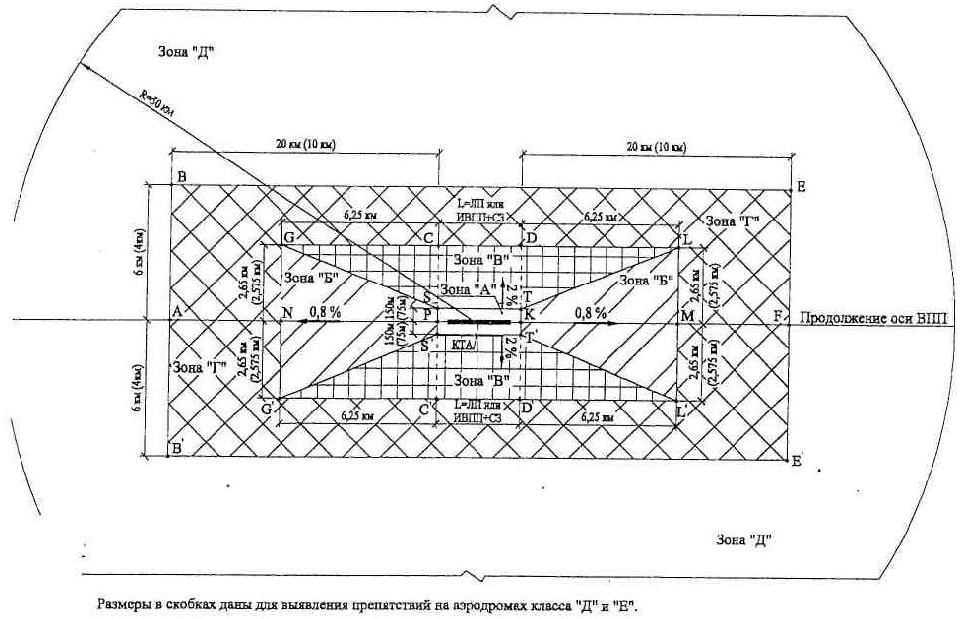 Зона "Д"
R=50 км
20 км (10 км)
20 км (10 км)
B
E
6,25 км
L=ЛП или
ИВПП+СЗ
6,25 км
Зона "Г"
G
C
D
L
6 км (4км)
2,65 км
(2,575 км)
Зона "Б"
Зона "В"
Зона "А"
2 %
Зона "Б"
2,65 км
(2,575 км)
S
T
A
N
0,8 %
150м 150м
(75м) (75м)
P
K
0,8 %
M
F
Продолжение оси ВПП
S'
КТА
T'
2 %
Зона "Г"
6 км (4км)
2,65 км
(2,575 км)
Зона "В"
2,65 км
(2,575 км)
G'
C'
D'
L'
6,25 км
L=ЛП или
ИВПП+СЗ
6,25 км
B'
E'
Зона "Д"
Размеры в скобках даны для выявления препятствий на аэродромах класса "Д" и "Е".